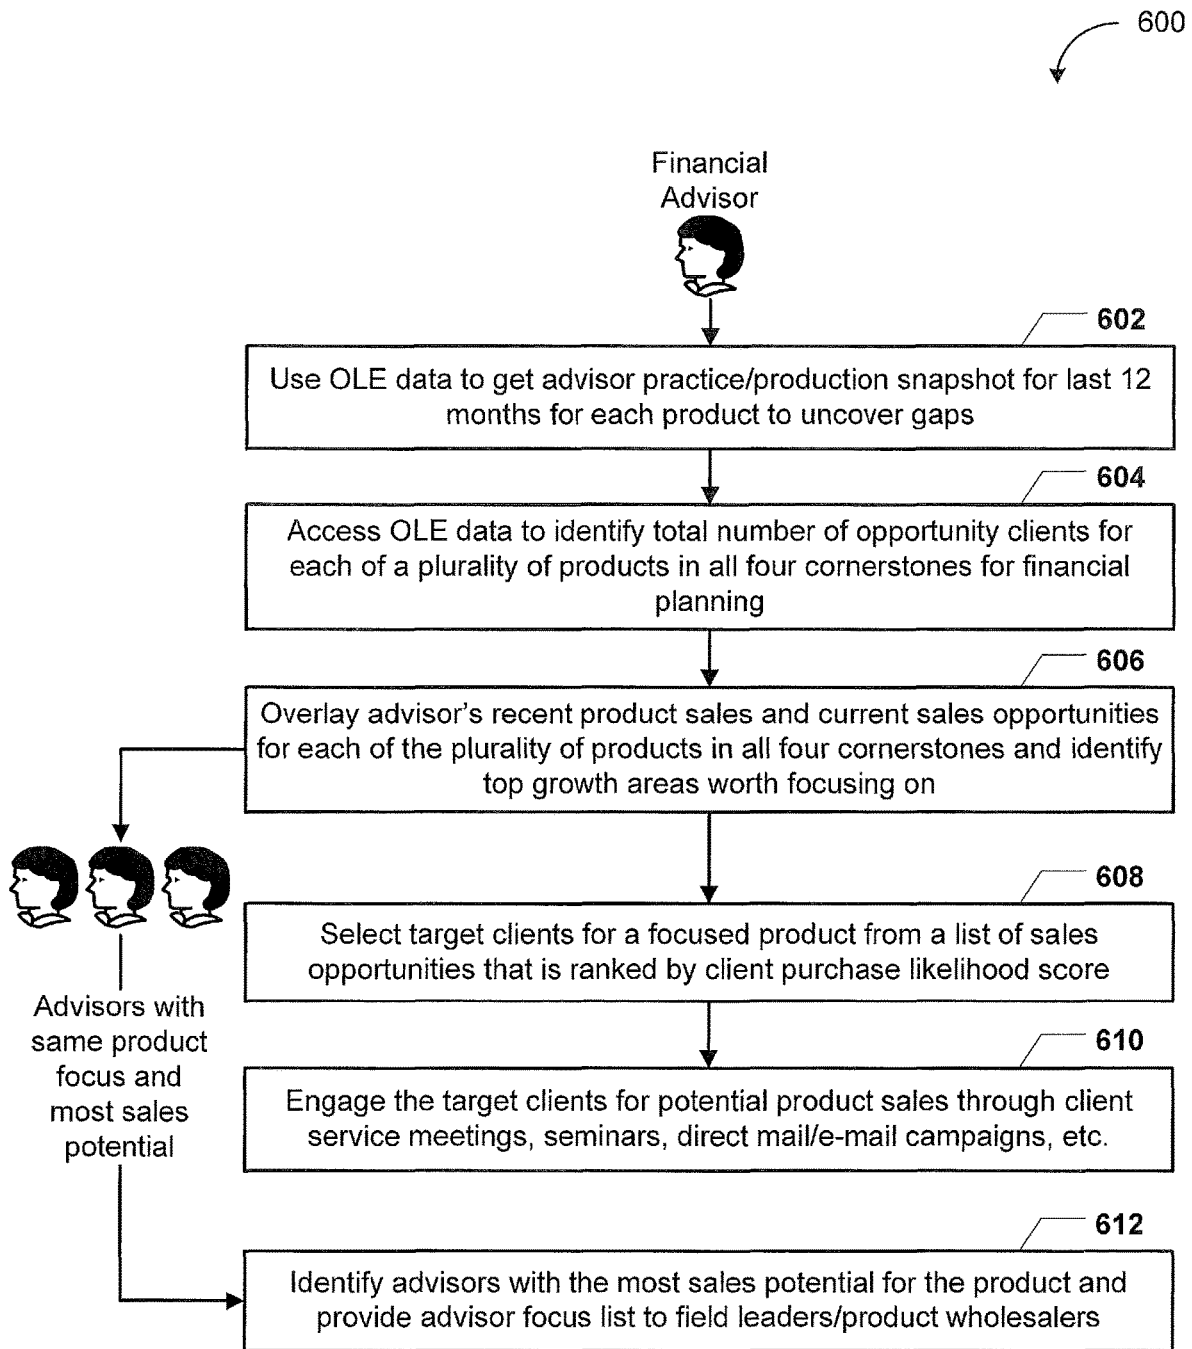 600
Financial
Advisor
602
Use OLE data to get advisor practice/production snapshot for last 12
months for each product to uncover gaps
604
Access OLE data to identify total number of opportunity clients for
each of a plurality of products in all four cornerstones for financial
planning
606
Overlay advisor's recent product sales and current sales opportunities
for each of the plurality of products in all four cornerstones and identify
top growth areas worth focusing on
608
Select target clients for a focused product from a list of sales
opportunities that is ranked by client purchase likelihood score
Advisors with
same product
focus and
most sales
potential
610
Engage the target clients for potential product sales through client
service meetings, seminars, direct mail/e-mail campaigns, etc.
612
Identify advisors with the most sales potential for the product and
provide advisor focus list to field leaders/product wholesalers